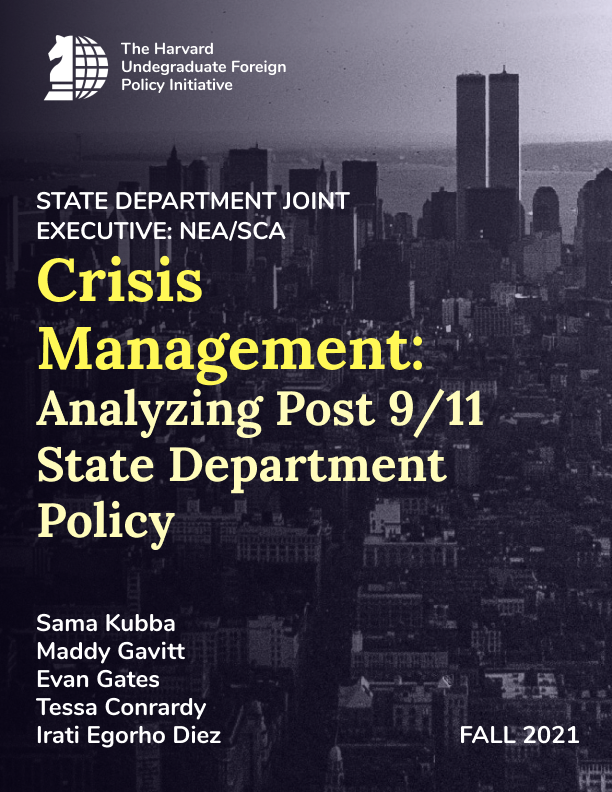 The Harvard
Undergraduate Foreign
Policy Initiative
STATE DEPARTMENT JOINT
EXECUTIVE: NEA/SCA
Crisis
Management:
Analyzing Post 9/11
State Department
Policy
Sama Kubba
Maddy Gavitt
Evan Gates
Tessa Conrardy
Irati Egorho Diez
FALL 2021